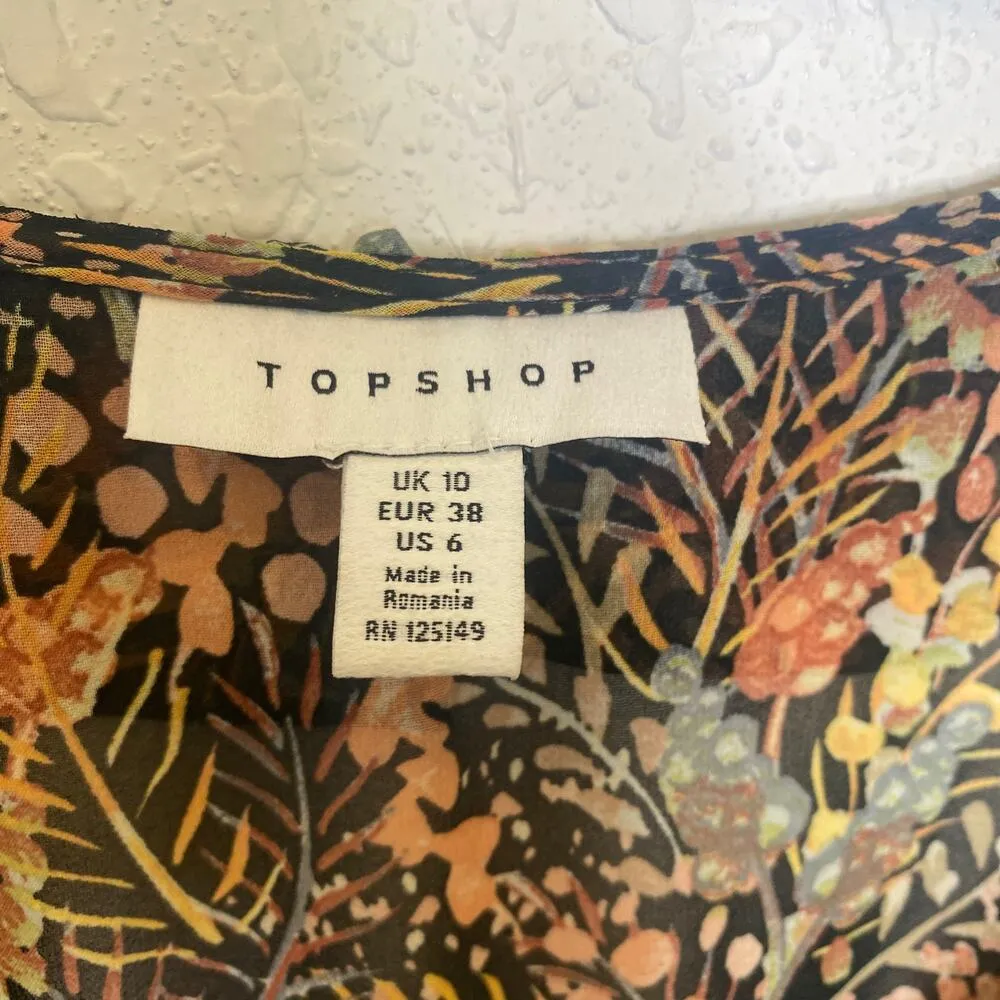 TOPSHOP
UK 10
EUR 38
US 6
Made in
Romania
RN 125149